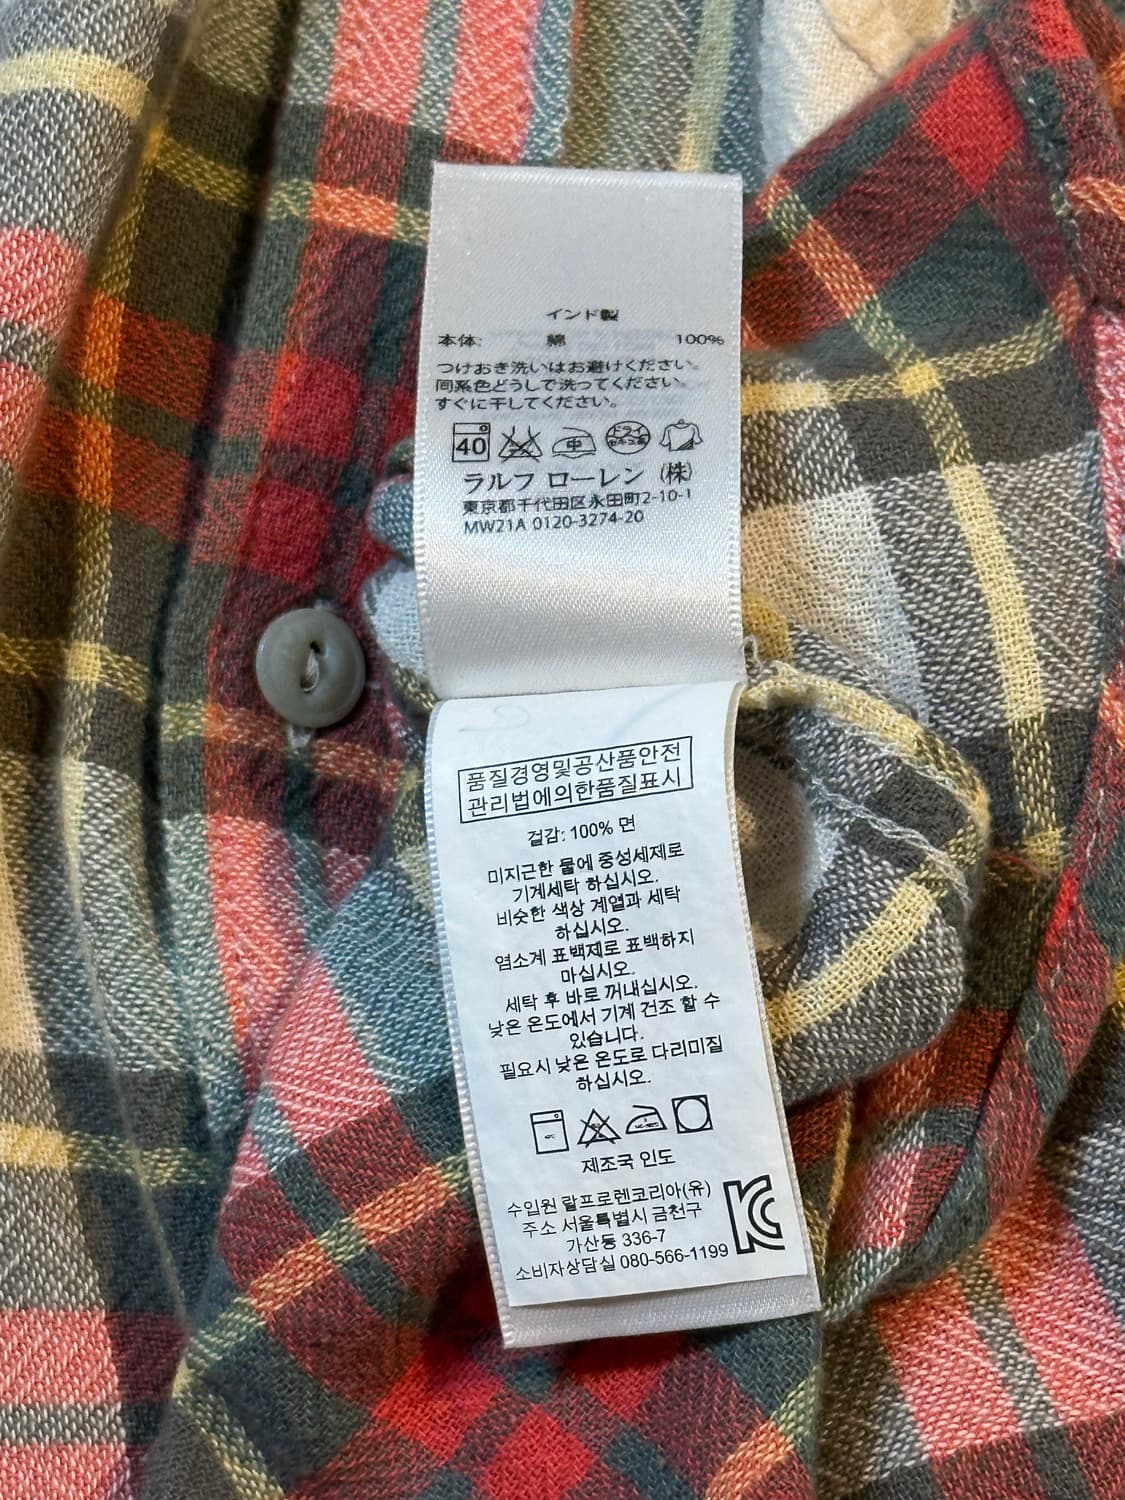 インド製
本体: 綿 100%
つけおき洗いはお避けください。
同系色どうしで洗ってください。
すぐに干してください。
40 中 ドライ セキユ系
ラルフ ローレン (株)
東京都千代田区永田町2-10-1
MW21A 0120-3274-20
품질경영및공산품안전
관리법에의한품질표시
겉감: 100% 면
미지근한 물에 중성세제로
기계세탁 하십시오.
비슷한 색상 계열과 세탁
하십시오.
염소계 표백제로 표백하지
마십시오.
세탁 후 바로 꺼내십시오.
낮은 온도에서 기계 건조 할 수
있습니다.
필요시 낮은 온도로 다리미질
하십시오.
제조국 인도
수입원 랄프로렌코리아(유)
주소 서울특별시 금천구
가산동 336-7
소비자상담실 080-566-1199